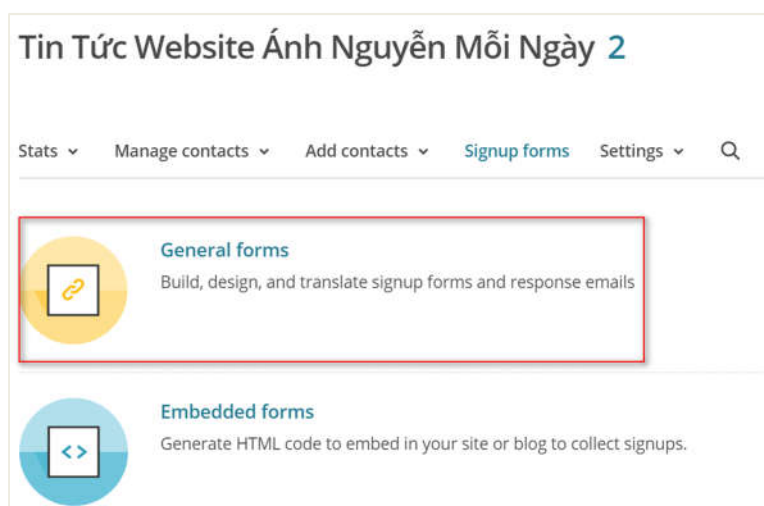 Tin Tức Website Ánh Nguyễn Mỗi Ngày 2
Stats Manage contacts Add contacts Signup forms Settings
General forms
Build, design, and translate signup forms and response emails
Embedded forms
Generate HTML code to embed in your site or blog to collect signups.